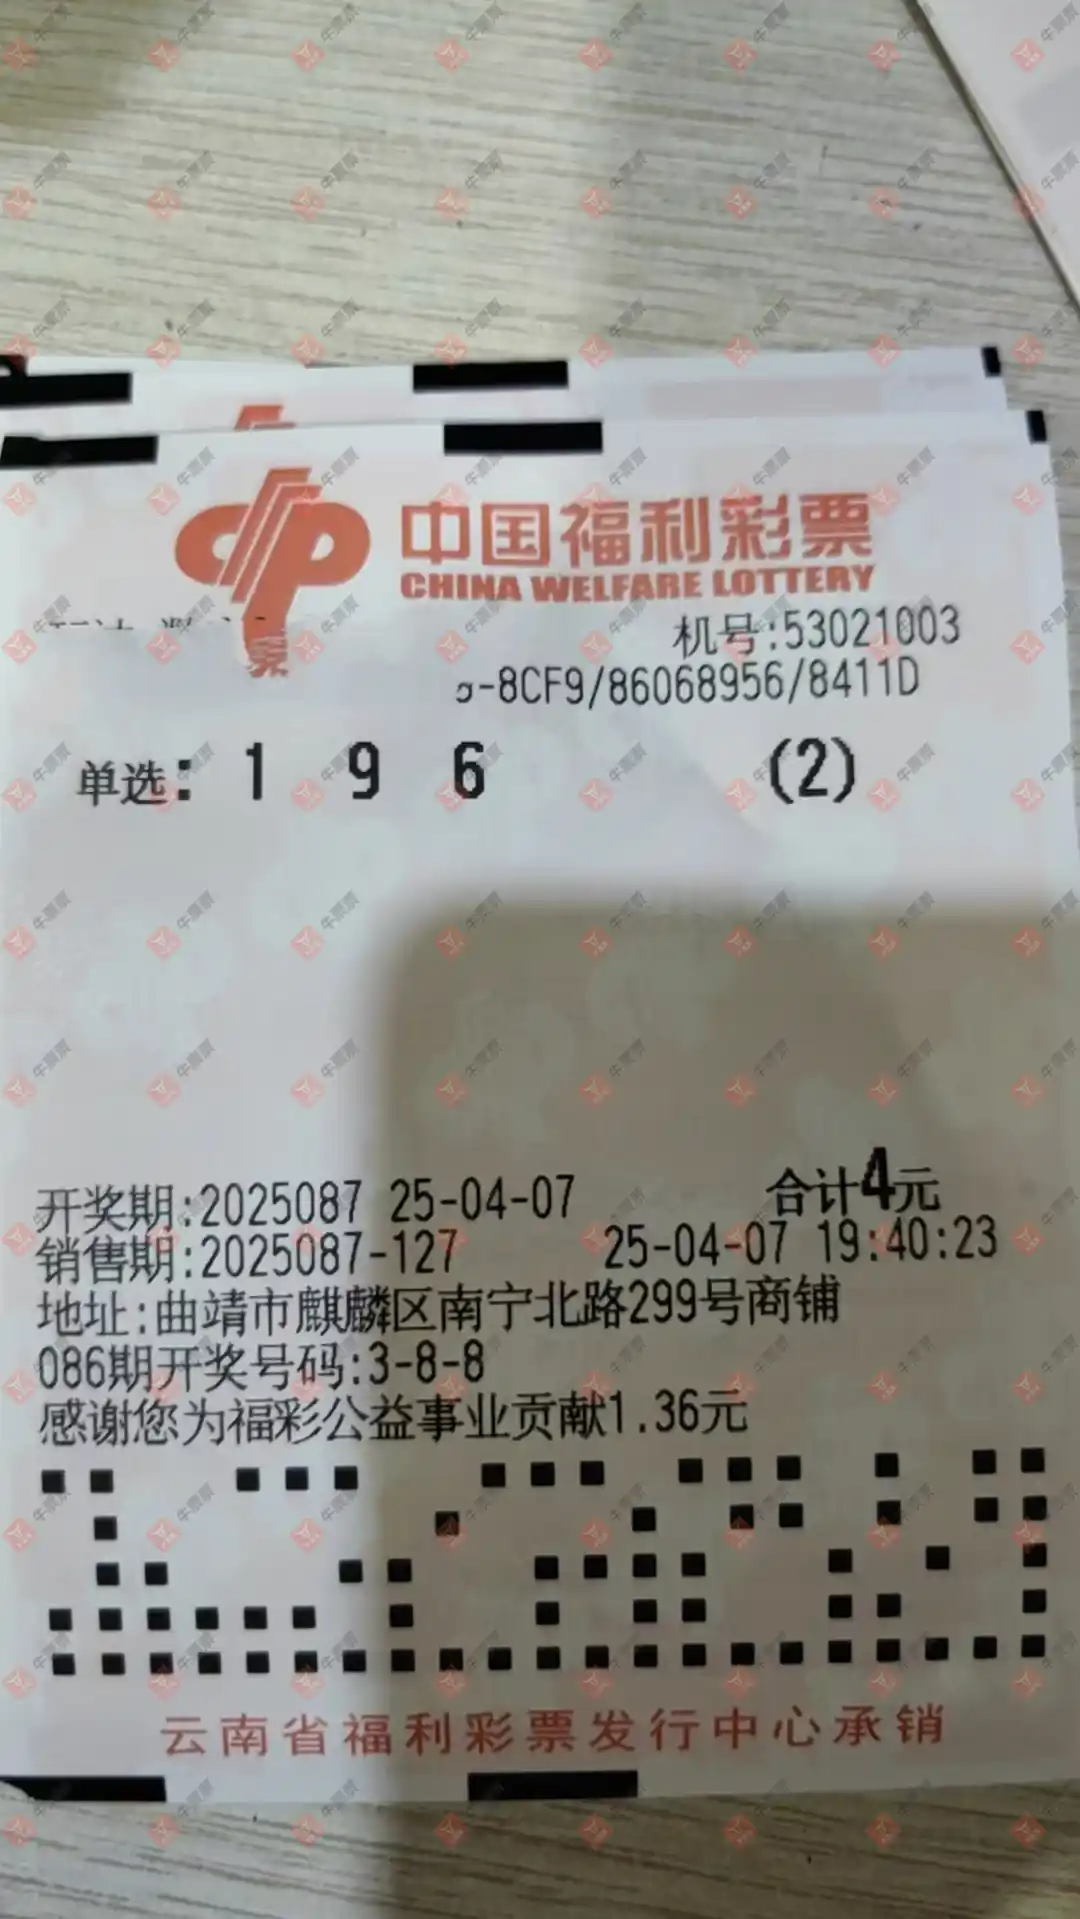 中国福利彩票
CHINA WELFARE LOTTERY
机号:53021003
-8CF9/86068956/8411D
单选: 1 9 6 (2)
开奖期:2025087 25-04-07 合计4元
销售期:2025087-127 25-04-07 19:40:23
地址:曲靖市麒麟区南宁北路299号商铺
086期开奖号码:3-8-8
感谢您为福彩公益事业贡献1.36元
云南省福利彩票发行中心承销
牛票票